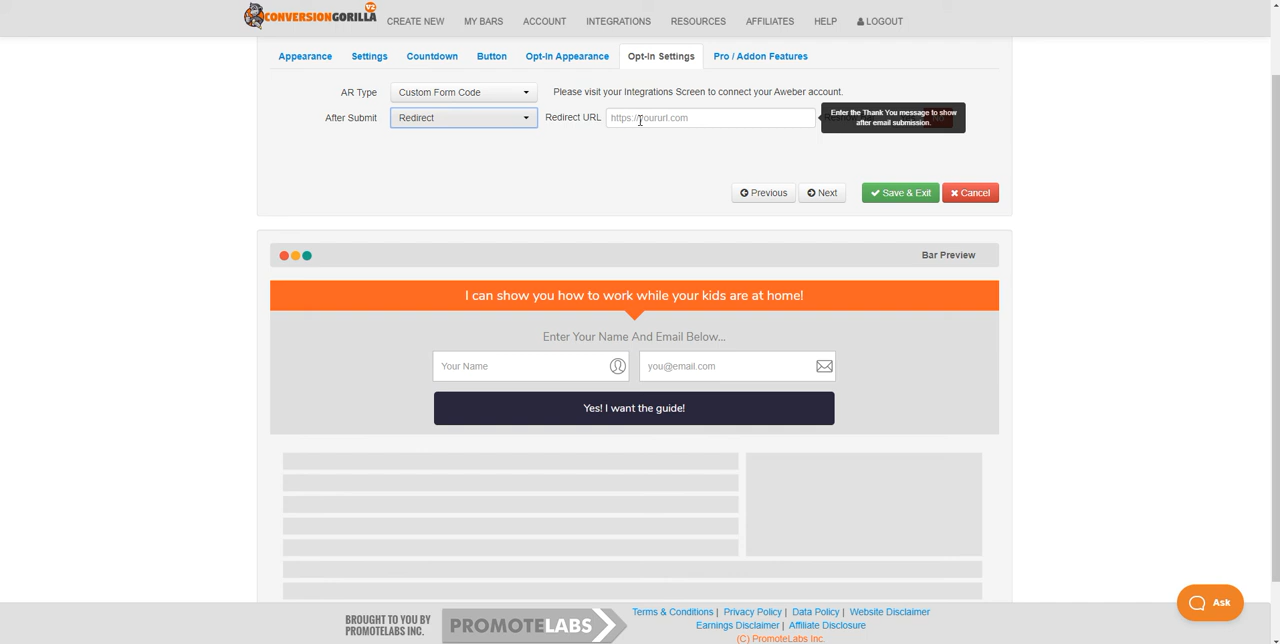 CONVERSIONGORILLA V2 CREATE NEW MY BARS ACCOUNT INTEGRATIONS RESOURCES AFFILIATES HELP LOGOUT
Appearance Settings Countdown Button Opt-In Appearance Opt-In Settings Pro / Addon Features
AR Type Custom Form Code Please visit your Integrations Screen to connect your Aweber account.
After Submit Redirect Redirect URL https://yoururl.com
Enter the Thank You message to show
after email submission.
Previous Next Save & Exit Cancel
Bar Preview
I can show you how to work while your kids are at home!
Enter Your Name And Email Below...
Your Name you@email.com
Yes! I want the guide!
Ask
BROUGHT TO YOU BY
PROMOTELABS INC.
PROMOTELABS
Terms & Conditions | Privacy Policy | Data Policy | Website Disclaimer
Earnings Disclaimer | Affiliate Disclosure
(C) PromoteLabs Inc.